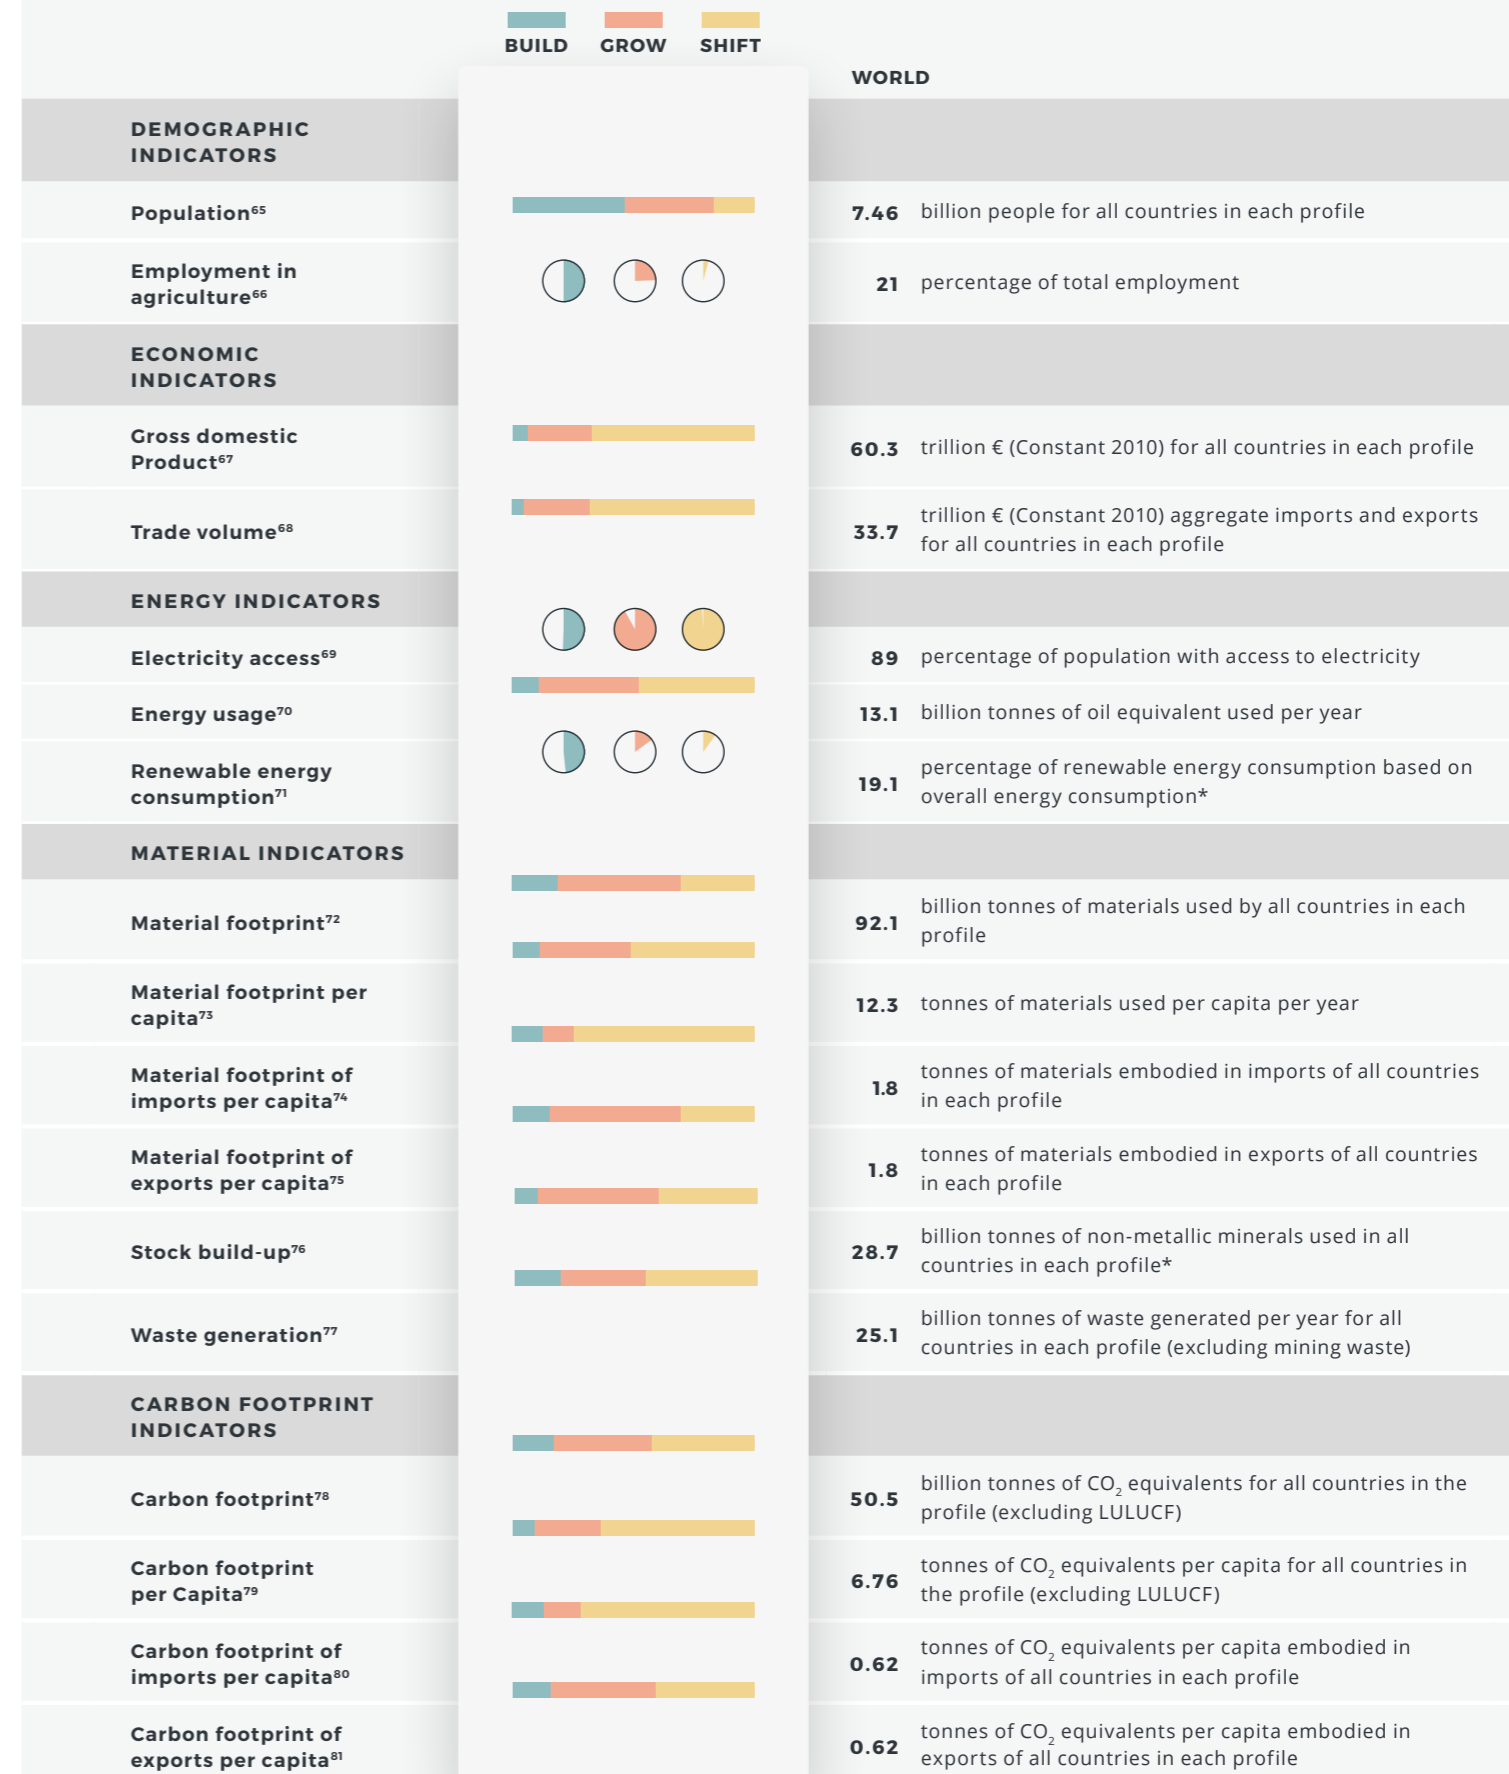 BUILD GROW SHIFT
WORLD
DEMOGRAPHIC
INDICATORS
Population⁶⁵ 7.46 billion people for all countries in each profile
Employment in
agriculture⁶⁶ 21 percentage of total employment
ECONOMIC
INDICATORS
Gross domestic
Product⁶⁷ 60.3 trillion € (Constant 2010) for all countries in each profile
Trade volume⁶⁸ 33.7 trillion € (Constant 2010) aggregate imports and exports
for all countries in each profile
ENERGY INDICATORS
Electricity access⁶⁹ 89 percentage of population with access to electricity
Energy usage⁷⁰ 13.1 billion tonnes of oil equivalent used per year
Renewable energy
consumption⁷¹ 19.1 percentage of renewable energy consumption based on
overall energy consumption*
MATERIAL INDICATORS
Material footprint⁷² 92.1 billion tonnes of materials used by all countries in each
profile
Material footprint per
capita⁷³ 12.3 tonnes of materials used per capita per year
Material footprint of
imports per capita⁷⁴ 1.8 tonnes of materials embodied in imports of all countries
in each profile
Material footprint of
exports per capita⁷⁵ 1.8 tonnes of materials embodied in exports of all countries
in each profile
Stock build-up⁷⁶ 28.7 billion tonnes of non-metallic minerals used in all
countries in each profile*
Waste generation⁷⁷ 25.1 billion tonnes of waste generated per year for all
countries in each profile (excluding mining waste)
CARBON FOOTPRINT
INDICATORS
Carbon footprint⁷⁸ 50.5 billion tonnes of CO₂ equivalents for all countries in the
profile (excluding LULUCF)
Carbon footprint
per Capita⁷⁹ 6.76 tonnes of CO₂ equivalents per capita for all countries in
the profile (excluding LULUCF)
Carbon footprint of
imports per capita⁸⁰ 0.62 tonnes of CO₂ equivalents per capita embodied in
imports of all countries in each profile
Carbon footprint of
exports per capita⁸¹ 0.62 tonnes of CO₂ equivalents per capita embodied in
exports of all countries in each profile